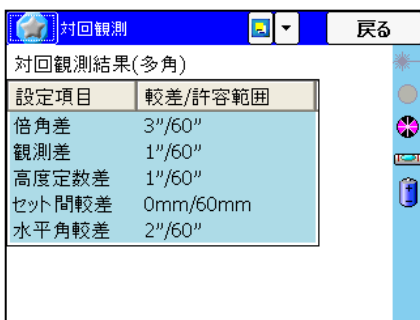 対回観測
戻る
対回観測結果(多角)
設定項目 較差/許容範囲
倍角差 3"/60"
観測差 1"/60"
高度定数差 1"/60"
セット間較差 0mm/60mm
水平角較差 2"/60"